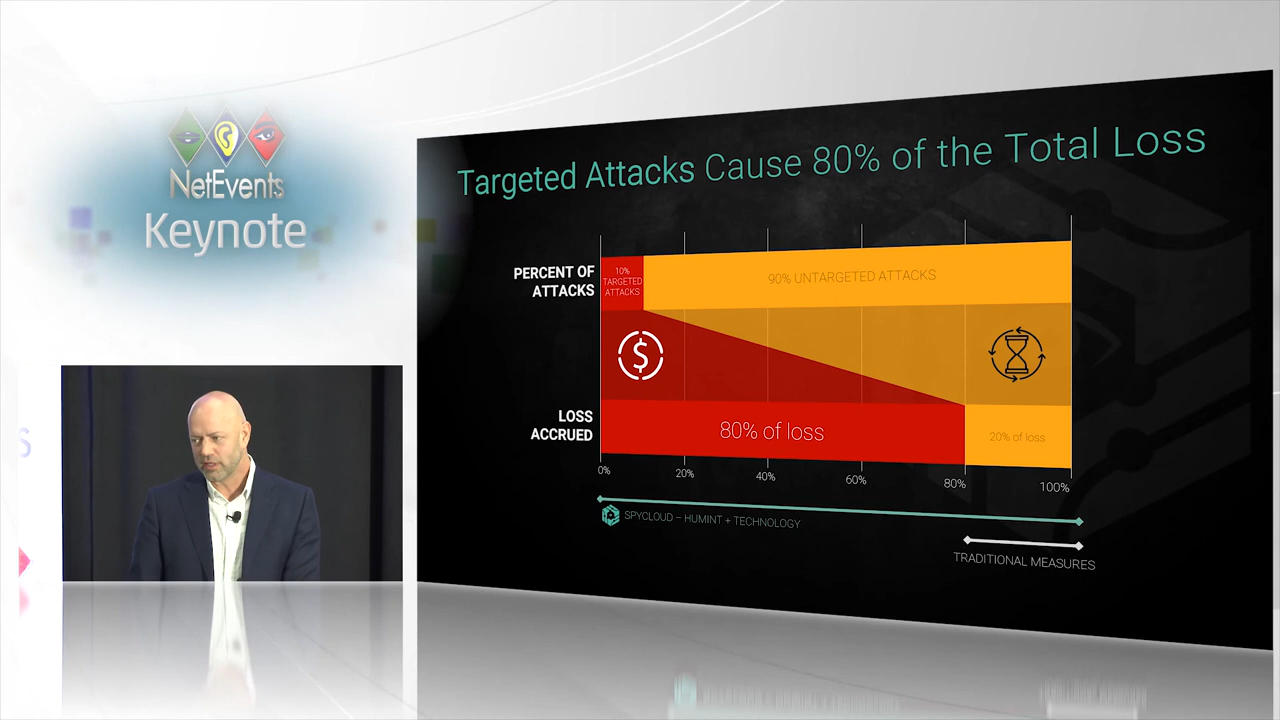 NetEvents
Keynote
Targeted Attacks Cause 80% of the Total Loss
PERCENT OF
ATTACKS
10%
TARGETED
ATTACKS
90% UNTARGETED ATTACKS
$
LOSS
ACCRUED
80% of loss
20% of loss
0%
20%
40%
60%
80%
100%
SPYCLOUD – HUMINT + TECHNOLOGY
TRADITIONAL MEASURES
S